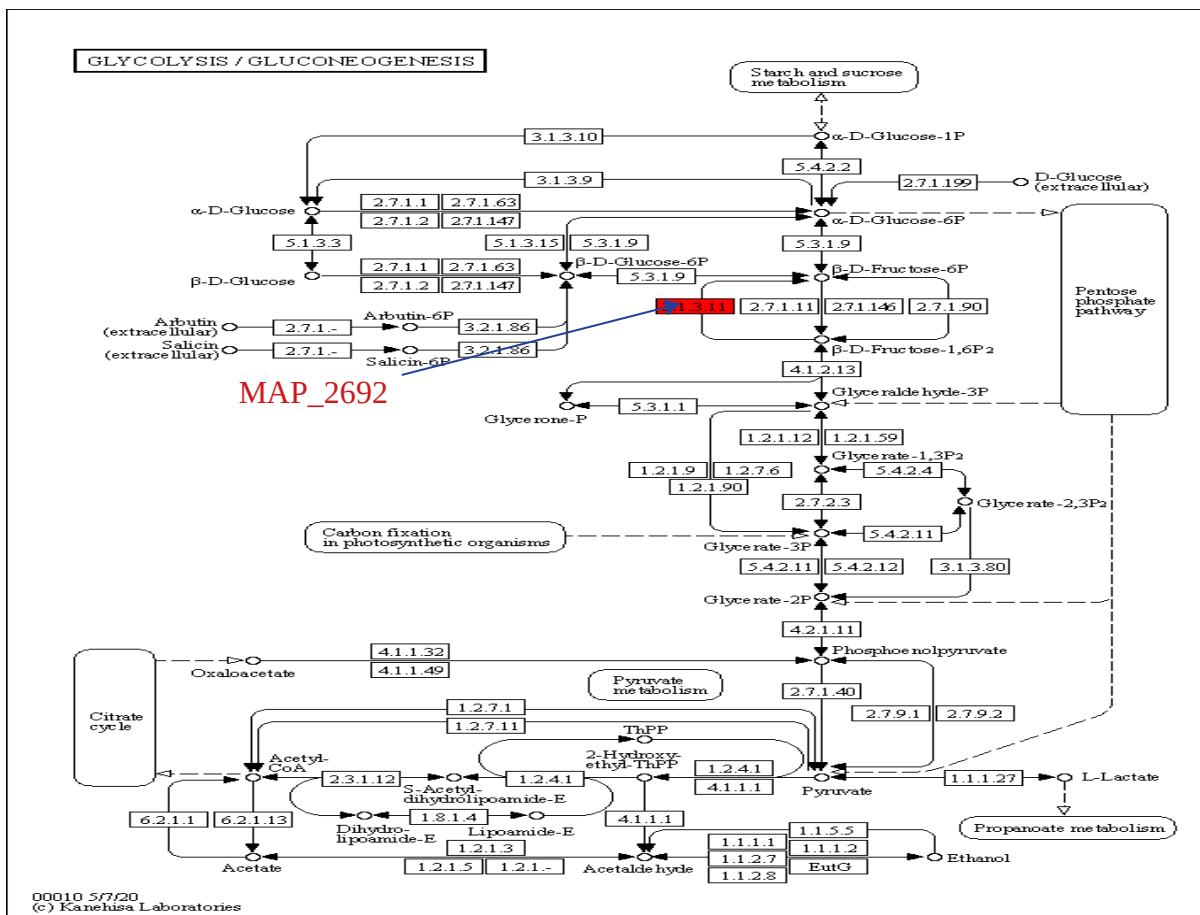 GLYCOLYSIS / GLUCONEOGENESIS
Starch and sucrose
metabolism
3.1.3.10
α-D-Glucose-1P
5.4.2.2
3.1.3.9
2.7.1.199
D-Glucose
(extracellular)
α-D-Glucose
2.7.1.1
2.7.1.63
2.7.1.2
2.7.1.147
α-D-Glucose-6P
5.1.3.3
5.1.3.15
5.3.1.9
5.3.1.9
β-D-Glucose
2.7.1.1
2.7.1.63
2.7.1.2
2.7.1.147
β-D-Glucose-6P
5.3.1.9
β-D-Fructose-6P
Pentose
phosphate
pathway
.1.3.11
2.7.1.11
2.7.1.146
2.7.1.90
Arbutin
(extracellular)
2.7.1.-
Arbutin-6P
3.2.1.86
Salicin
(extracellular)
2.7.1.-
Salicin-6P
3.2.1.86
β-D-Fructose-1,6P2
MAP_2692
4.1.2.13
Glyceraldehyde-3P
Glycerone-P
5.3.1.1
1.2.1.12
1.2.1.59
Glycerate-1,3P2
1.2.1.9
1.2.7.6
1.2.1.90
5.4.2.4
2.7.2.3
Glycerate-2,3P2
Carbon fixation
in photosynthetic organisms
5.4.2.11
Glycerate-3P
5.4.2.11
5.4.2.12
3.1.3.80
Glycerate-2P
4.2.1.11
4.1.1.32
4.1.1.49
Oxaloacetate
Phosphoenolpyruvate
Pyruvate
metabolism
2.7.1.40
Citrate
cycle
1.2.7.1
1.2.7.11
2.7.9.1
2.7.9.2
ThPP
Acetyl-
CoA
2.3.1.12
S-Acetyl-
dihydrolipoamide-E
1.2.4.1
2-Hydroxy-
ethyl-ThPP
1.2.4.1
4.1.1.1
Pyruvate
1.1.1.27
L-Lactate
6.2.1.1
6.2.1.13
Dihydro-
lipoamide-E
1.8.1.4
Lipoamide-E
4.1.1.1
Propanoate metabolism
1.2.1.3
1.2.1.5
1.2.1.-
Acetate
Acetaldehyde
1.1.5.5
1.1.1.1
1.1.1.2
1.1.2.7
EutG
1.1.2.8
Ethanol
00010 5/7/20
(c) Kanehisa Laboratories